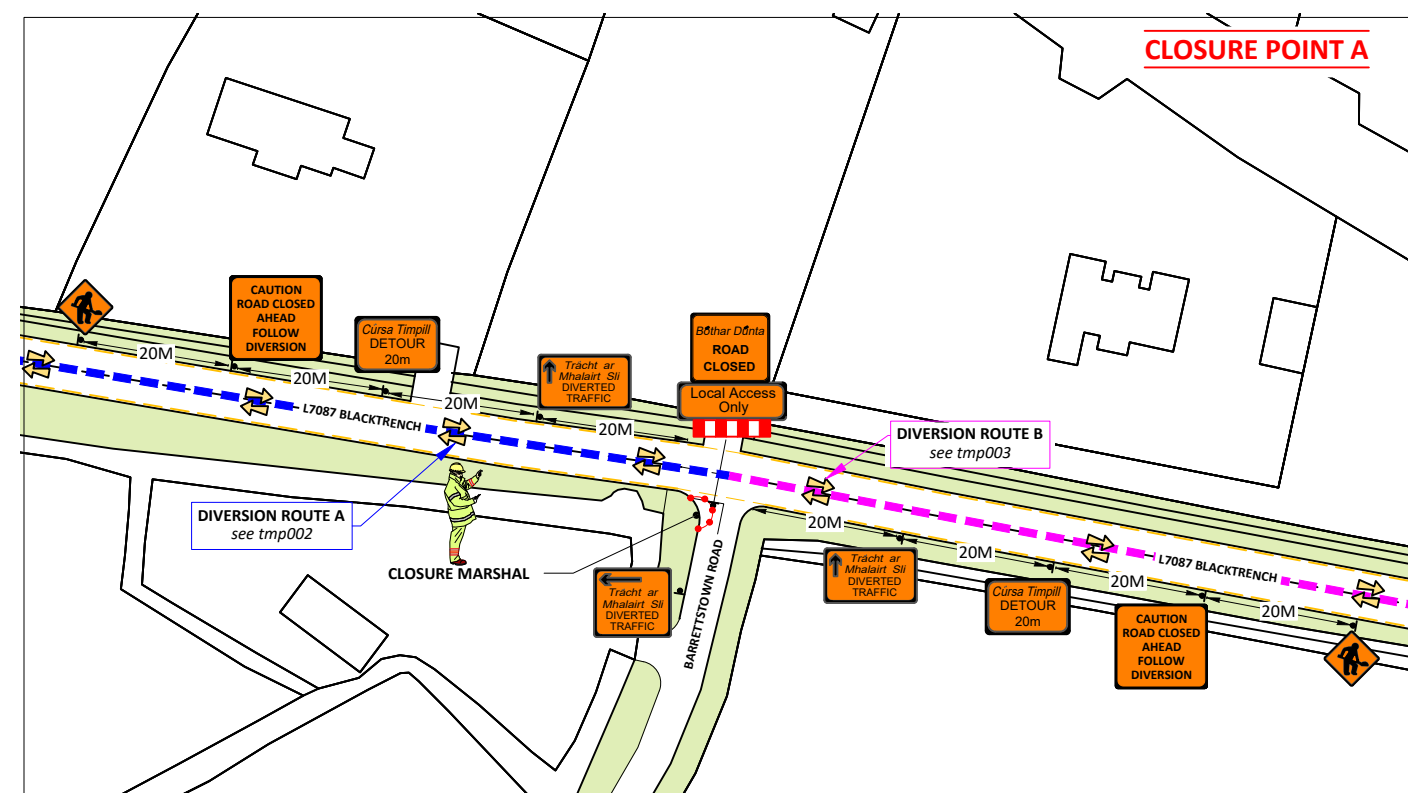 CLOSURE POINT A
CAUTION
ROAD CLOSED
AHEAD
FOLLOW
DIVERSION
Cúrsa Timpill
DETOUR
20m
Tràcht ar
Mhalairt Slí
DIVERTED
TRAFFIC
Bóthar Dúnta
ROAD
CLOSED
Local Access
Only
20M
20M
20M
20M
L7087 BLACKTRENCH
DIVERSION ROUTE B
see tmp003
DIVERSION ROUTE A
see tmp002
CLOSURE MARSHAL
Tràcht ar
Mhalairt Slí
DIVERTED
TRAFFIC
BARRETTSTOWN ROAD
20M
20M
20M
20M
L7087 BLACKTRENCH
Tràcht ar
Mhalairt Slí
DIVERTED
TRAFFIC
Cúrsa Timpill
DETOUR
20m
CAUTION
ROAD CLOSED
AHEAD
FOLLOW
DIVERSION